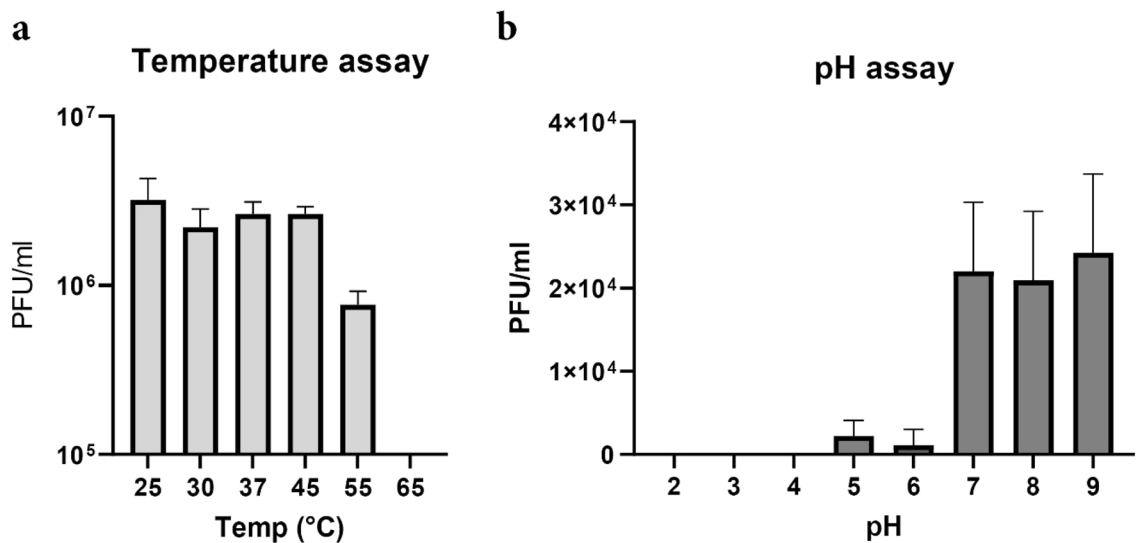 a
Temperature assay
PFU/ml
10⁷
10⁶
10⁵
25 30 37 45 55 65
Temp (°C)
b
pH assay
PFU/ml
4×10⁴
3×10⁴
2×10⁴
1×10⁴
0
2 3 4 5 6 7 8 9
pH